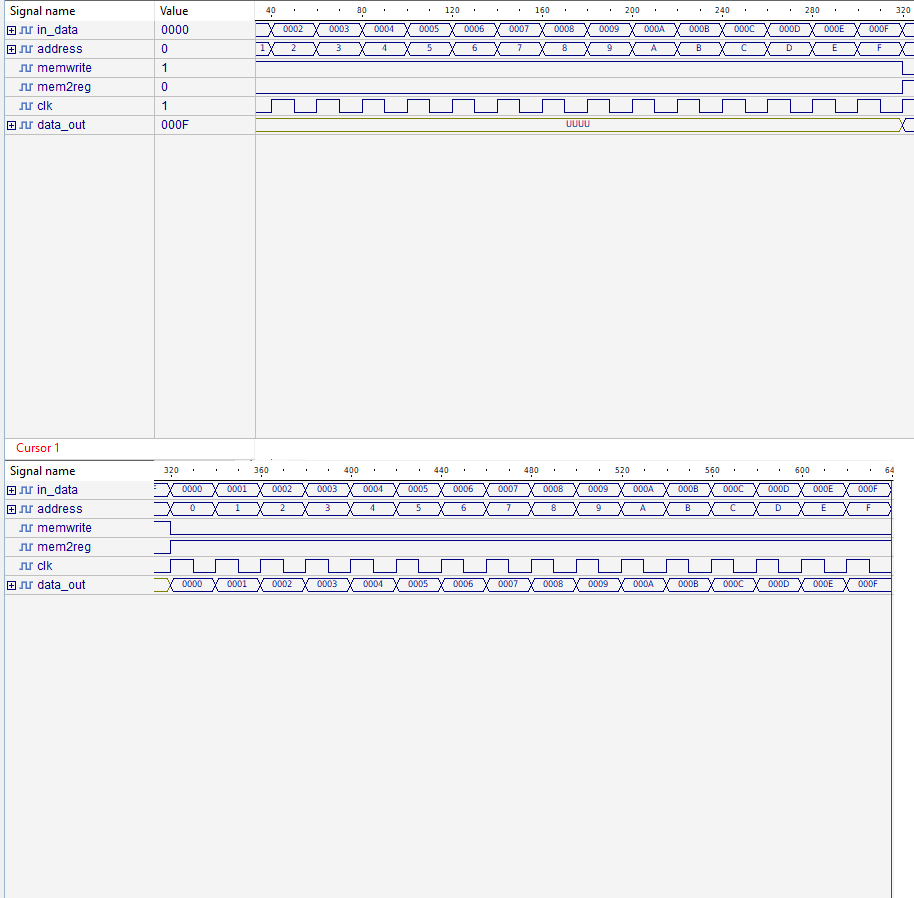 Signal name Value 40 80 120 160 200 240 280 320
in_data 0000 0002 0003 0004 0005 0006 0007 0008 0009 000A 000B 000C 000D 000E 000F
address 0 1 2 3 4 5 6 7 8 9 A B C D E F
memwrite 1
mem2reg 0
clk 1
data_out 000F UUUU
Cursor 1
Signal name 320 360 400 440 480 520 560 600 64
in_data F 0000 0001 0002 0003 0004 0005 0006 0007 0008 0009 000A 000B 000C 000D 000E 000F
address 0 1 2 3 4 5 6 7 8 9 A B C D E F
memwrite
mem2reg
clk
data_out 0000 0001 0002 0003 0004 0005 0006 0007 0008 0009 000A 000B 000C 000D 000E 000F